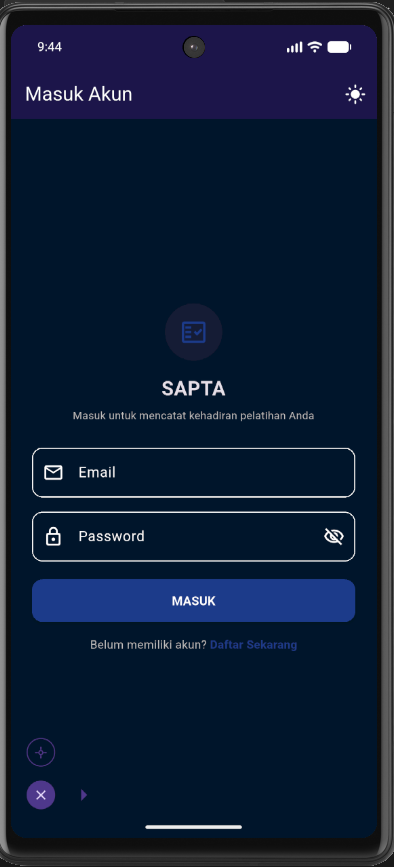 9:44
Masuk Akun
SAPTA
Masuk untuk mencatat kehadiran pelatihan Anda
Email
Password
MASUK
Belum memiliki akun? Daftar Sekarang